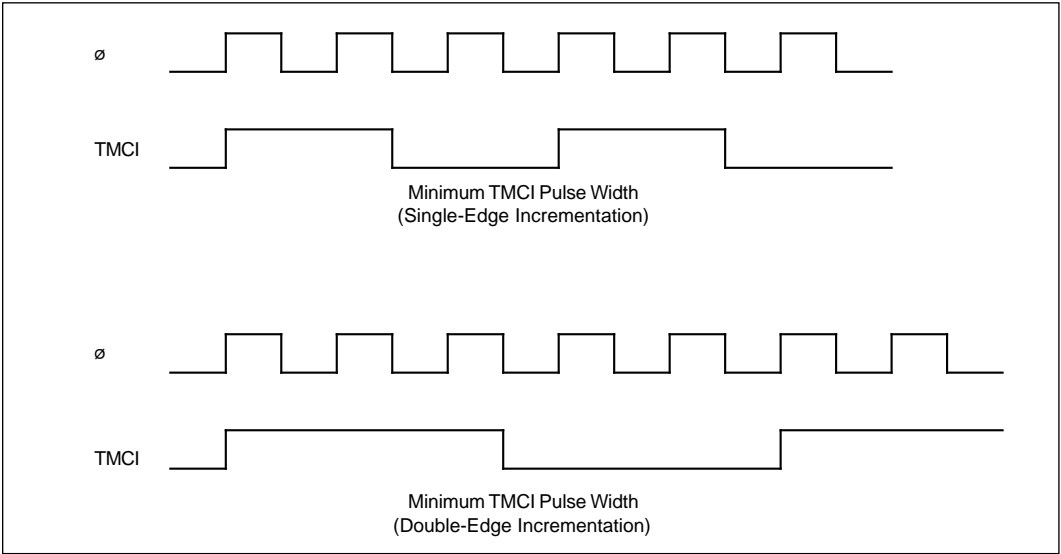 ø
TMCI
Minimum TMCI Pulse Width
(Single-Edge Incrementation)
ø
TMCI
Minimum TMCI Pulse Width
(Double-Edge Incrementation)